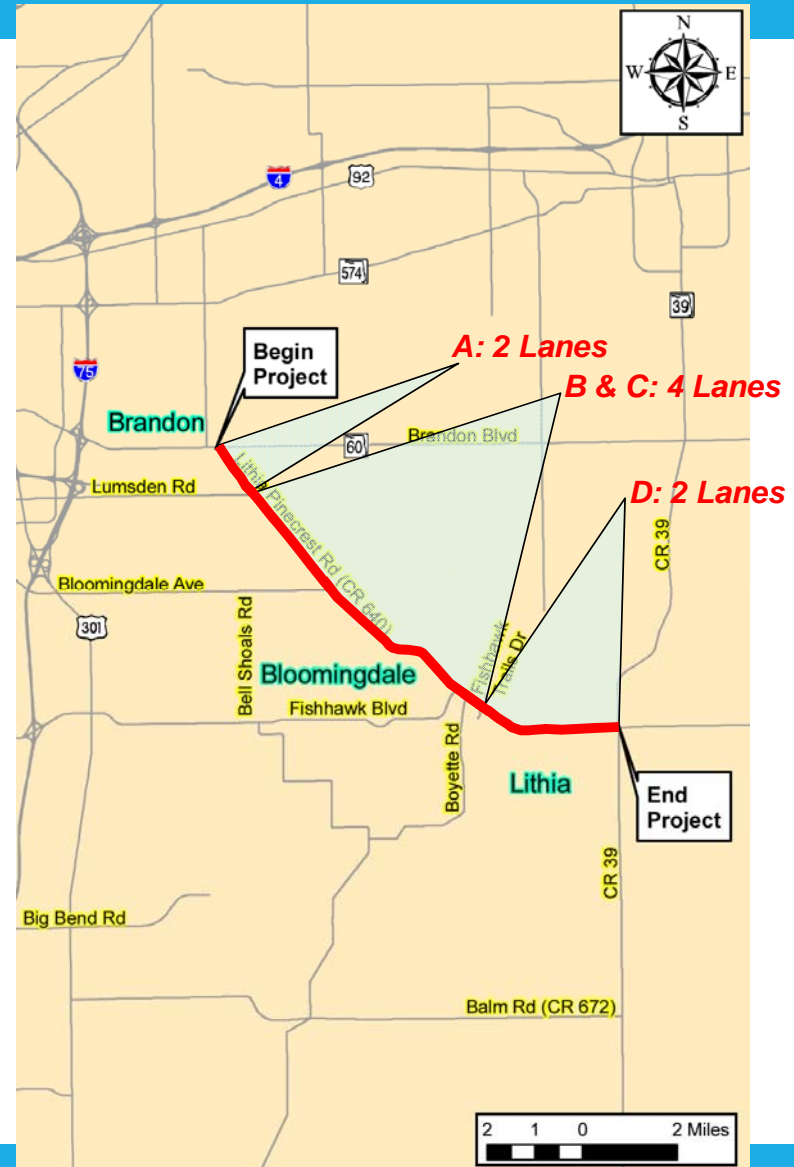 N
W
E
S
4
92
574
39
75
Begin
Project
A: 2 Lanes
B & C: 4 Lanes
Brandon
60
Brandon Blvd
Lumsden Rd
Lithia Pinecrest Rd (CR 640)
D: 2 Lanes
CR 39
Bloomingdale Ave
301
Bell Shoals Rd
Bloomingdale
Fishhawk
Trails Dr
Fishhawk Blvd
Boyette Rd
Lithia
End
Project
CR 39
Big Bend Rd
Balm Rd (CR 672)
2 1 0 2 Miles